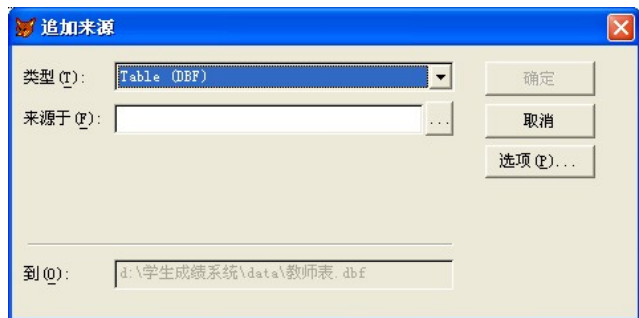 追加来源
类型(T): Table (DBF) 确定
来源于(F): ... 取消
选项(P)...
到(O): d:\学生成绩系统\data\教师表.dbf